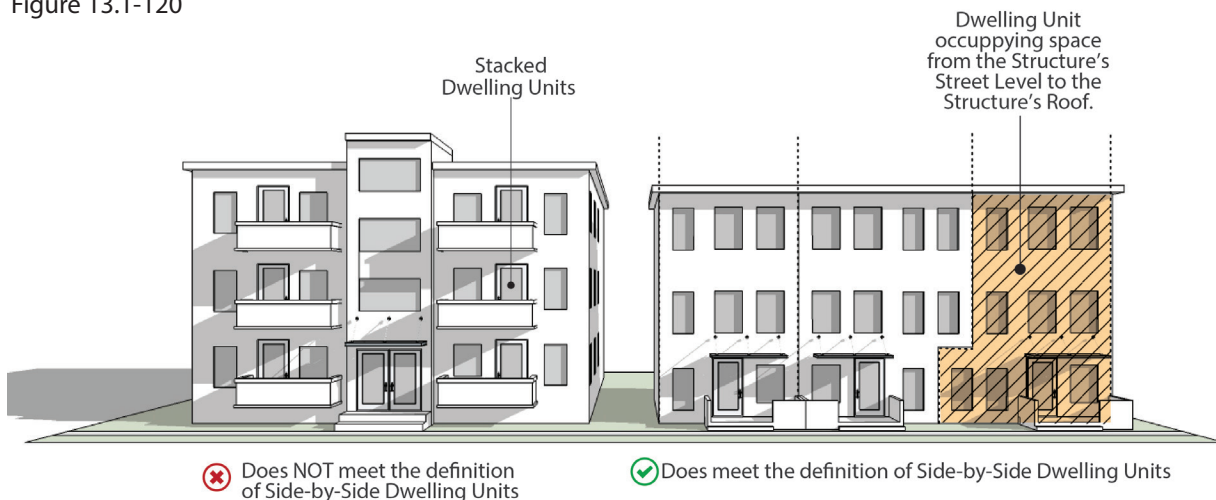 Figure 13.1-120
Stacked
Dwelling Units
Dwelling Unit
occuppying space
from the Structure's
Street Level to the
Structure's Roof.
Does NOT meet the definition
of Side-by-Side Dwelling Units
Does meet the definition of Side-by-Side Dwelling Units